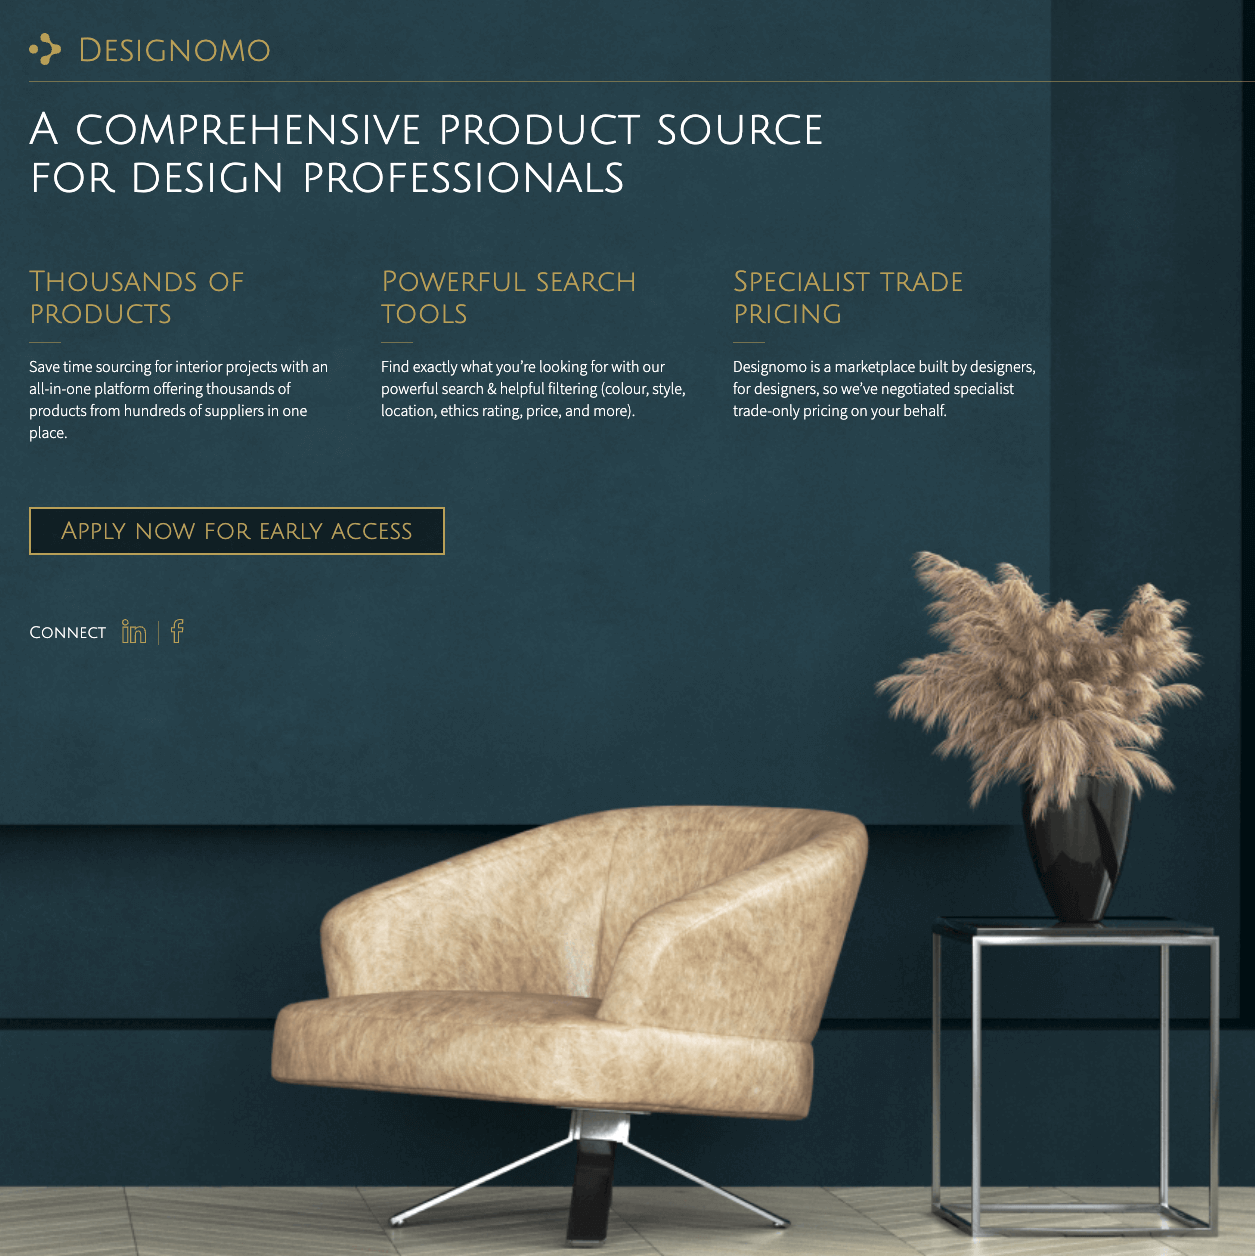 Designomo
A comprehensive product source
for design professionals
Thousands of
products
Save time sourcing for interior projects with an
all-in-one platform offering thousands of
products from hundreds of suppliers in one
place.
Powerful search
tools
Find exactly what you’re looking for with our
powerful search & helpful filtering (colour, style,
location, ethics rating, price, and more).
Specialist trade
pricing
Designomo is a marketplace built by designers,
for designers, so we’ve negotiated specialist
trade-only pricing on your behalf.
Apply now for early access
Connect in | f